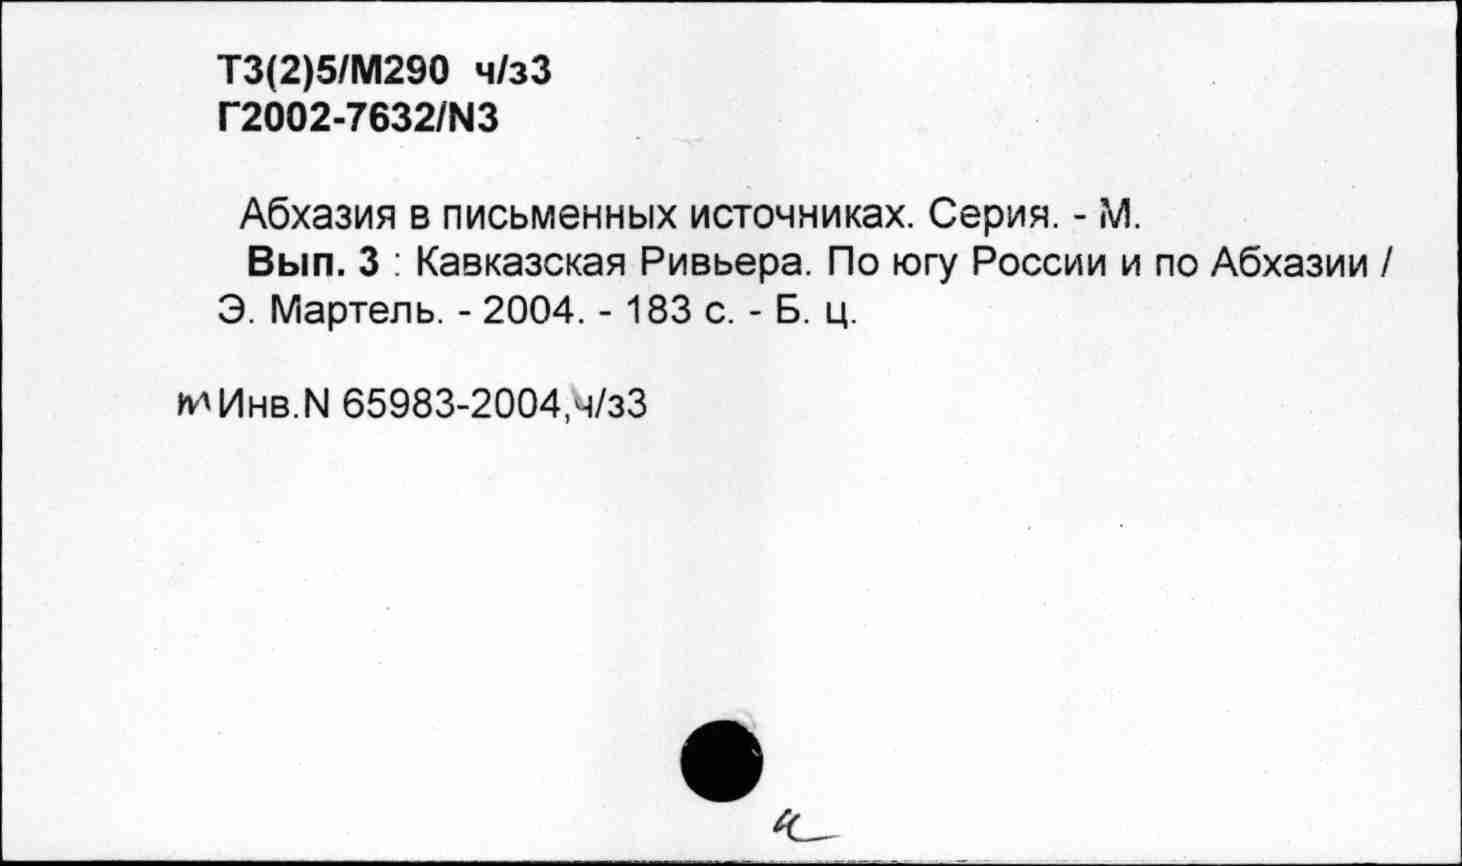 Т3(2)5/М290 ч/з3
Г2002-7632/N3
Абхазия в письменных источниках. Серия. - М.
Вып. 3 : Кавказская Ривьера. По югу России и по Абхазии /
Э. Мартель. - 2004. - 183 с. - Б. ц.
Инв.N 65983-2004,ч/з3